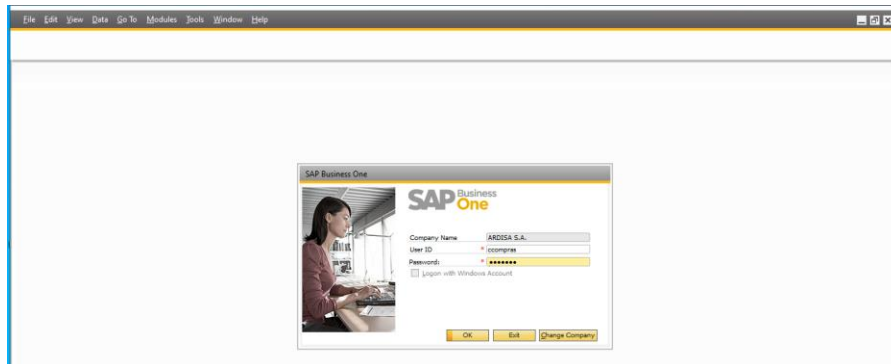 File Edit View Data Go To Modules Tools Window Help
SAP Business One
SAP Business One
Company Name ARDISA S.A.
User ID * ccompras
Password: * •••••••
Logon with Windows Account
OK Exit Change Company